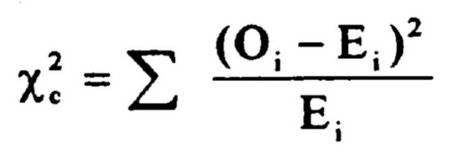 χ²c = ∑ (Oi − Ei)² / Ei